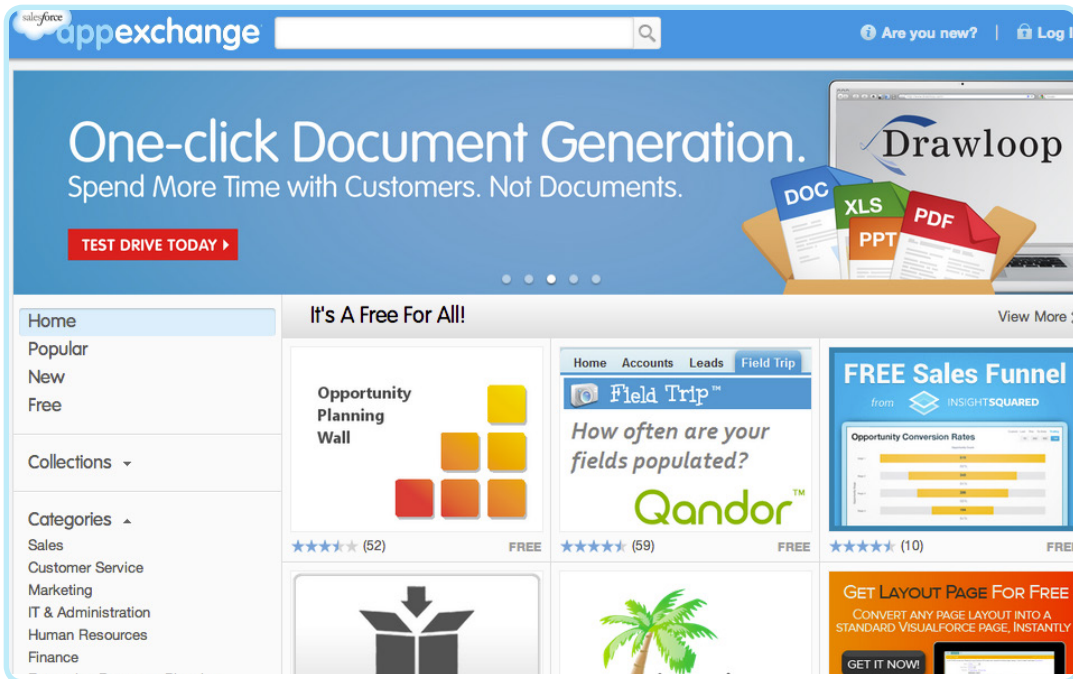 salesforce
appexchange
Are you new? | Log I
One-click Document Generation.
Spend More Time with Customers. Not Documents.
TEST DRIVE TODAY
Drawloop
DOC
XLS
PPT
PDF
Home
Popular
New
Free
Collections
Categories
Sales
Customer Service
Marketing
IT & Administration
Human Resources
Finance
It's A Free For All!
View More
Opportunity
Planning
Wall
(52)
FREE
Home Accounts Leads Field Trip
Field Trip™
How often are your
fields populated?
Qandor™
(59)
FREE
FREE Sales Funnel
from INSIGHTSQUARED
Opportunity Conversion Rates
(10)
FREE
GET LAYOUT PAGE FOR FREE
CONVERT ANY PAGE LAYOUT INTO A
STANDARD VISUALFORCE PAGE, INSTANTLY
GET IT NOW!